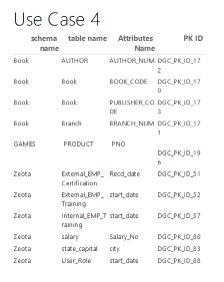 Use Case 4
schema name table name Attributes Name PK ID
Book AUTHOR AUTHOR_NUM DGC_PK_ID_172
Book Book BOOK_CODE DGC_PK_ID_170
Book Book PUBLISHER_CODE DGC_PK_ID_173
Book Branch BRANCH_NUM DGC_PK_ID_171
GAMES PRODUCT PNO DGC_PK_ID_196
Zeota External_EMP_Certification Recd_date DGC_PK_ID_51
Zeota External_EMP_Training start_date DGC_PK_ID_52
Zeota Internal_EMP_Training start_date DGC_PK_ID_57
Zeota salary Salary_No DGC_PK_ID_80
Zeota state_capital city DGC_PK_ID_83
Zeota User_Role start_date DGC_PK_ID_88